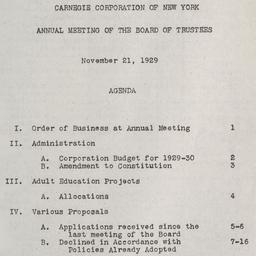 CARNEGIE CORPORATION OF NEW YORK
ANNUAL MEETING OF THE BOARD OF TRUSTEES
November 21, 1929
AGENDA
I. Order of Business at Annual Meeting 1
II. Administration
A. Corporation Budget for 1929-30 2
B. Amendment to Constitution 3
III. Adult Education Projects
A. Allocations 4
IV. Various Proposals
A. Applications received since the 5-6
last meeting of the Board
B. Declined in Accordance with 7-16
Policies Already Adopted